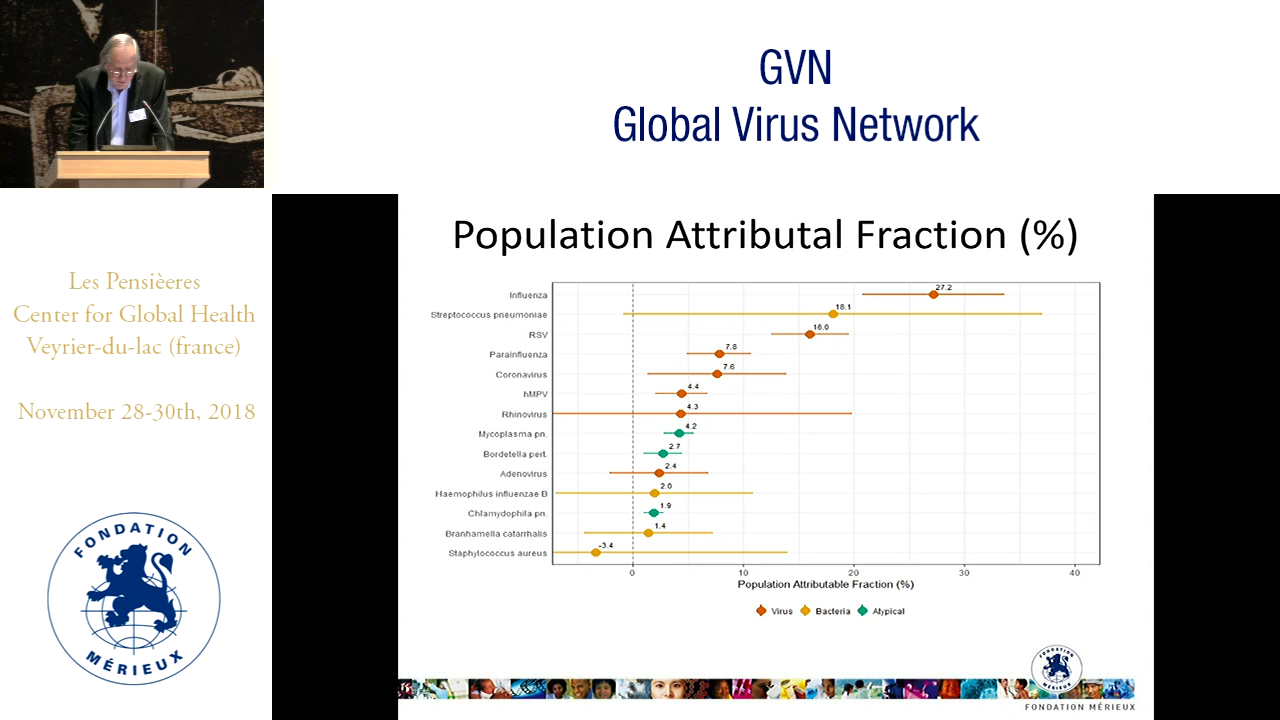 GVN
Global Virus Network
Les Pensièeres
Center for Global Health
Veyrier-du-lac (france)
November 28-30th, 2018
FONDATION
MÉRIEUX
Population Attributal Fraction (%)
Influenza 27.2
Streptococcus pneumoniae 18.1
RSV 16.0
Parainfluenza 7.8
Coronavirus 7.6
hMPV 4.4
Rhinovirus 4.3
Mycoplasma pn. 4.2
Bordetella pert. 2.7
Adenovirus 2.4
Haemophilus influenzae B 2.0
Chlamydophila pn. 1.9
Branhamella catarrhalis 1.4
Staphylococcus aureus -3.4
0 10 20 30 40
Population Attributable Fraction (%)
Virus Bacteria Atypical
FONDATION
MÉRIEUX
FONDATION MÉRIEUX